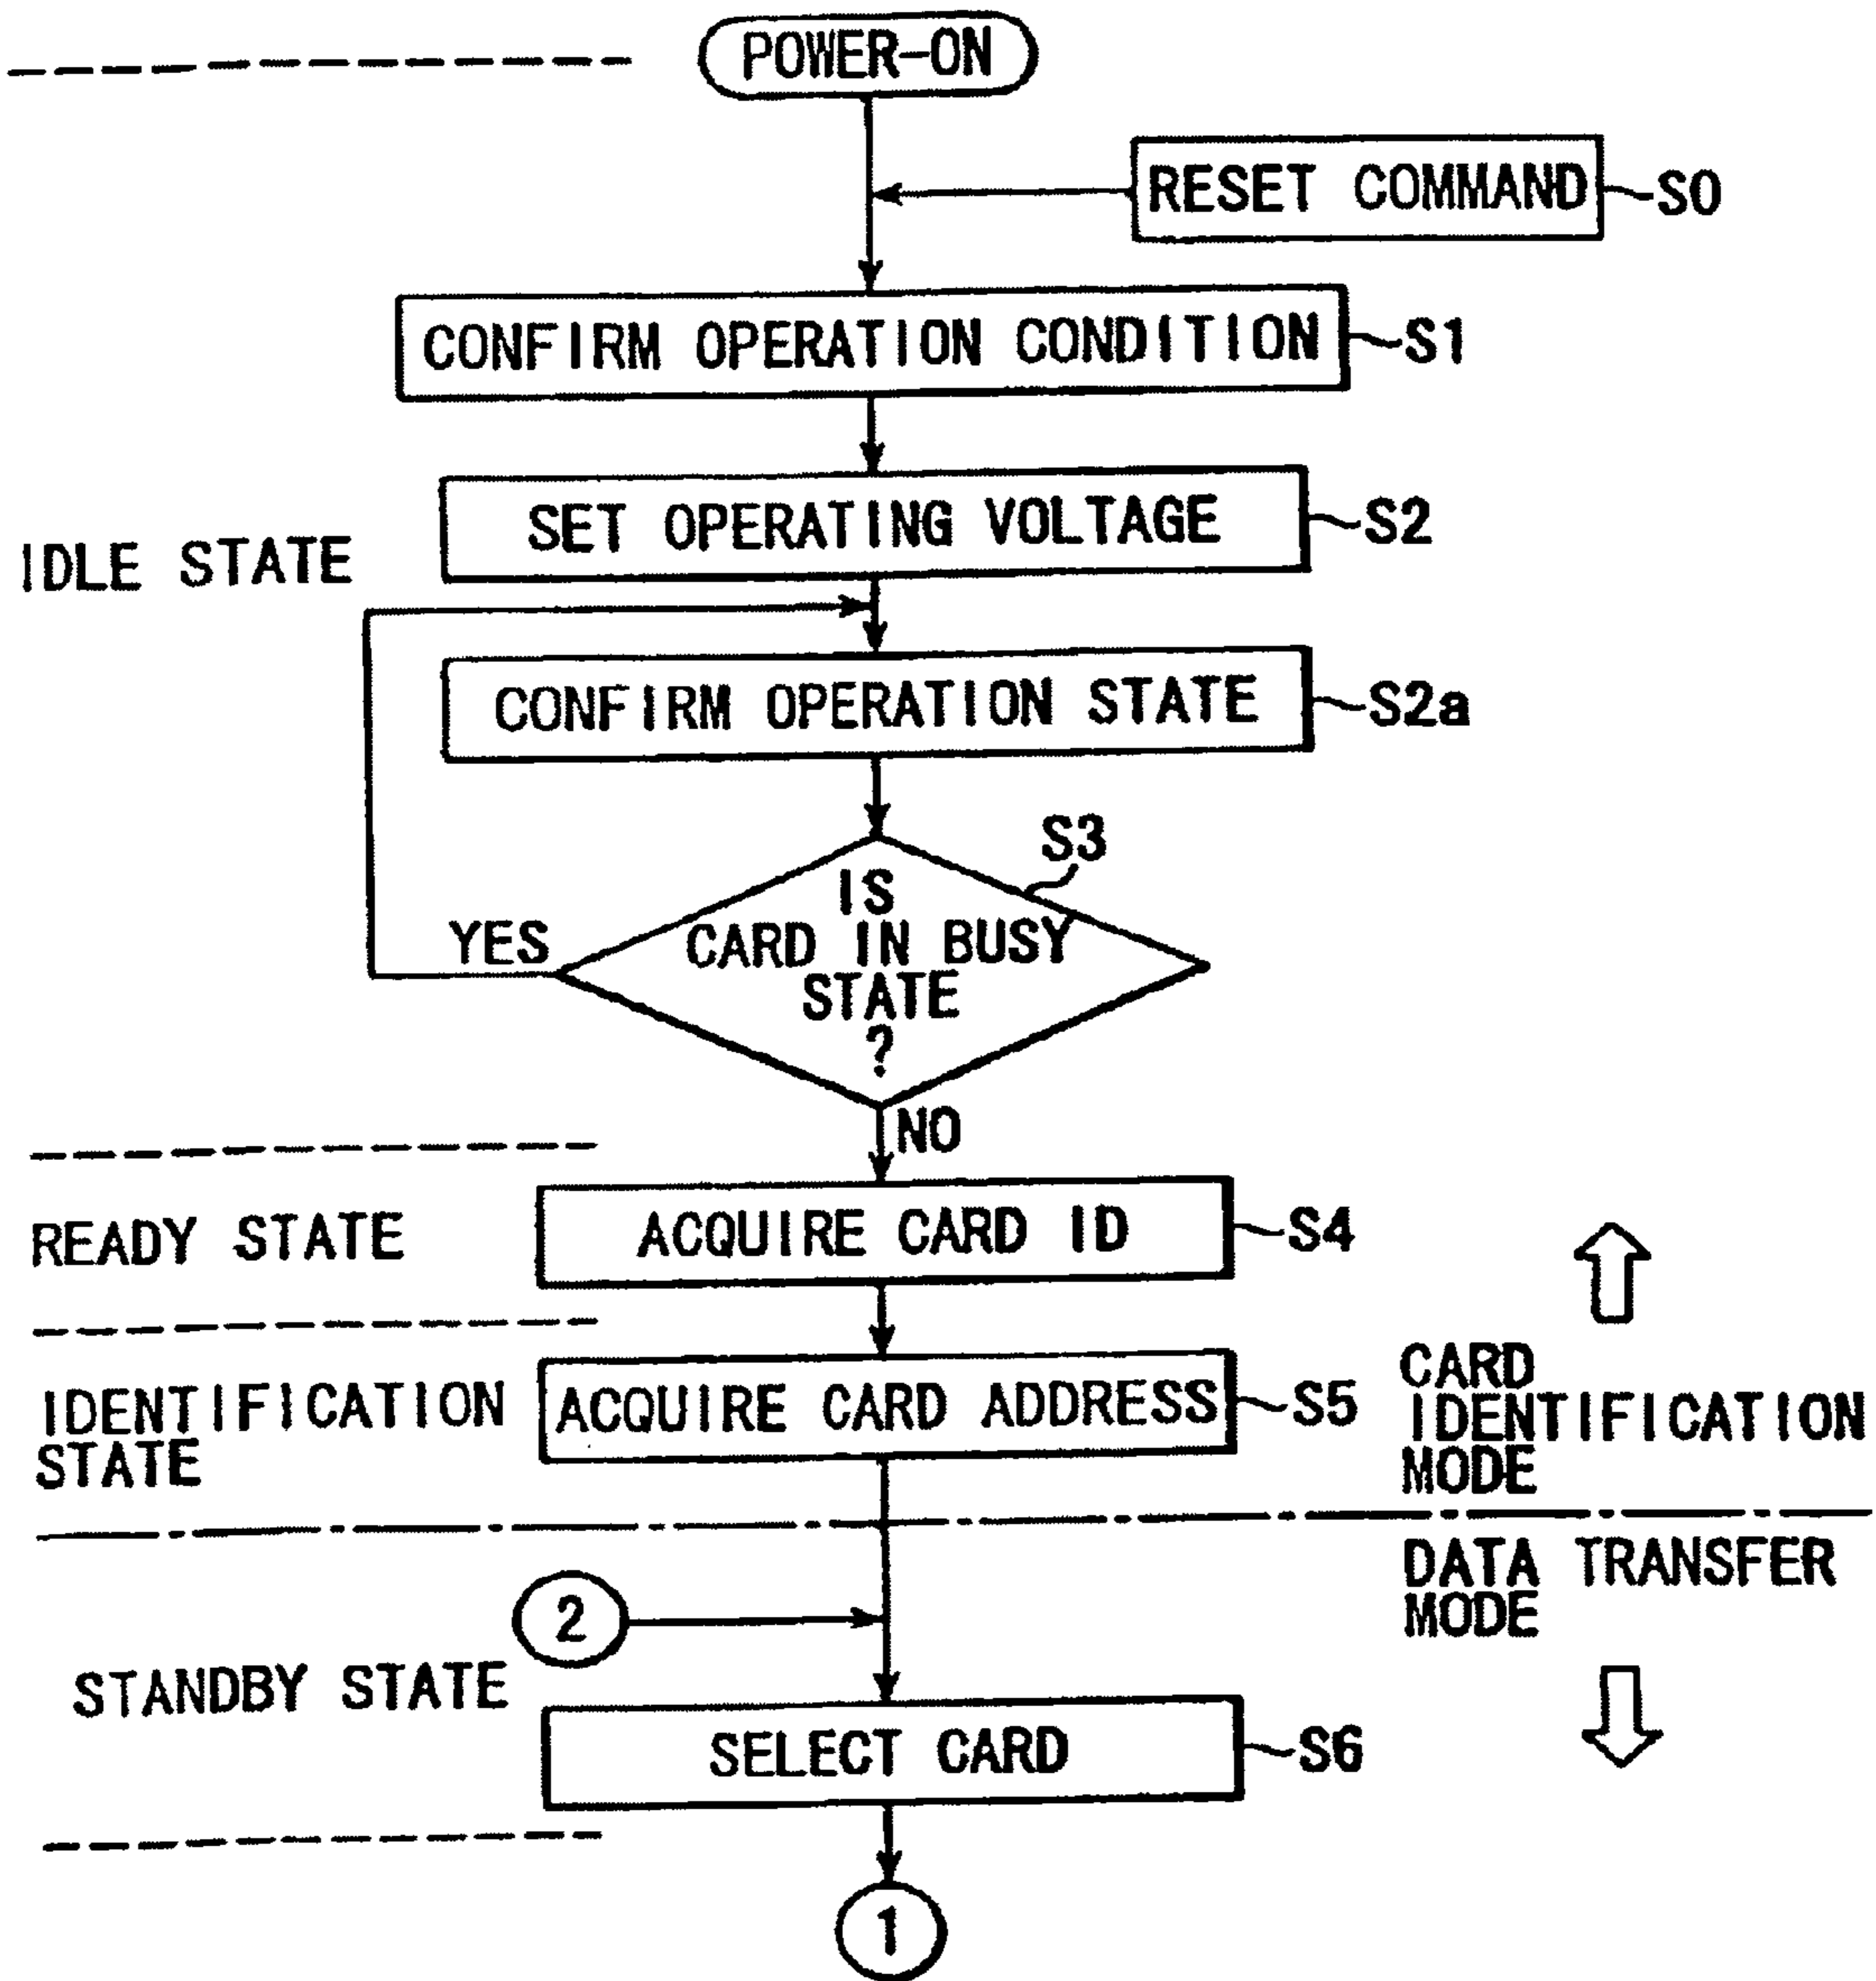 POWER-ON
RESET COMMAND
S0
CONFIRM OPERATION CONDITION
S1
SET OPERATING VOLTAGE
S2
IDLE STATE
CONFIRM OPERATION STATE
S2a
S3
IS
CARD IN BUSY
STATE
?
YES
NO
READY STATE
ACQUIRE CARD ID
S4
IDENTIFICATION
STATE
ACQUIRE CARD ADDRESS
S5
CARD
IDENTIFICATION
MODE
DATA TRANSFER
MODE
2
STANDBY STATE
SELECT CARD
S6
1